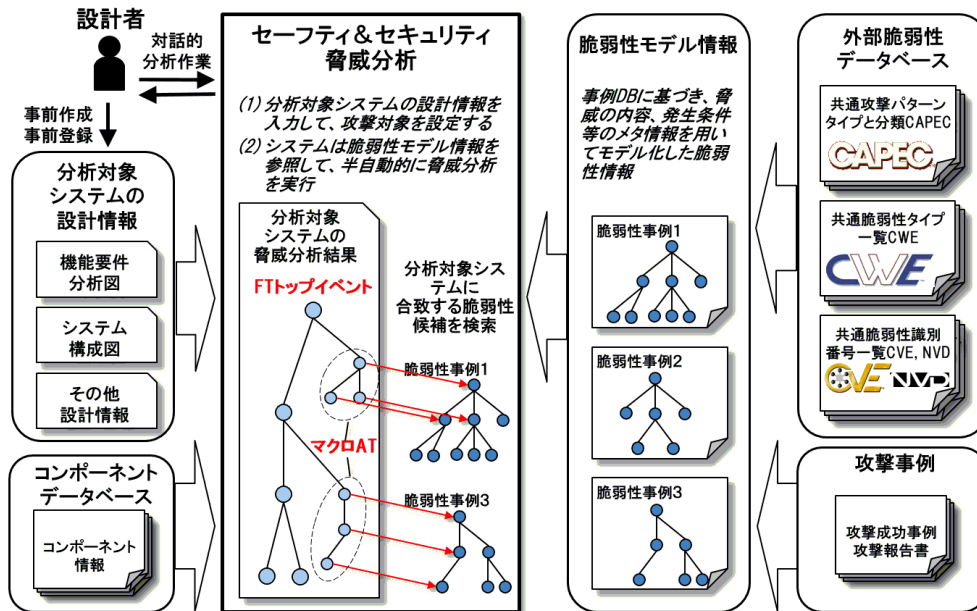 設計者
対話的
分析作業
事前作成
事前登録
分析対象
システムの
設計情報
機能要件
分析図
システム
構成図
その他
設計情報
コンポーネント
データベース
コンポーネント
情報
セーフティ＆セキュリティ
脅威分析
(1) 分析対象システムの設計情報を
入力して、攻撃対象を設定する
(2) システムは脆弱性モデル情報を
参照して、半自動的に脅威分析
を実行
分析対象
システムの
脅威分析結果
FTトップイベント
マクロAT
分析対象シス
テムに
合致する脆弱性
候補を検索
脆弱性事例1
脆弱性事例3
脆弱性モデル情報
事例DBに基づき、脅
威の内容、発生条件
等のメタ情報を用い
てモデル化した脆弱
性情報
脆弱性事例1
脆弱性事例2
脆弱性事例3
外部脆弱性
データベース
共通攻撃パターン
タイプと分類CAPEC
CAPEC
共通脆弱性タイプ
一覧CWE
CWE
共通脆弱性識別
番号一覧CVE, NVD
CVE NVD
攻撃事例
攻撃成功事例
攻撃報告書